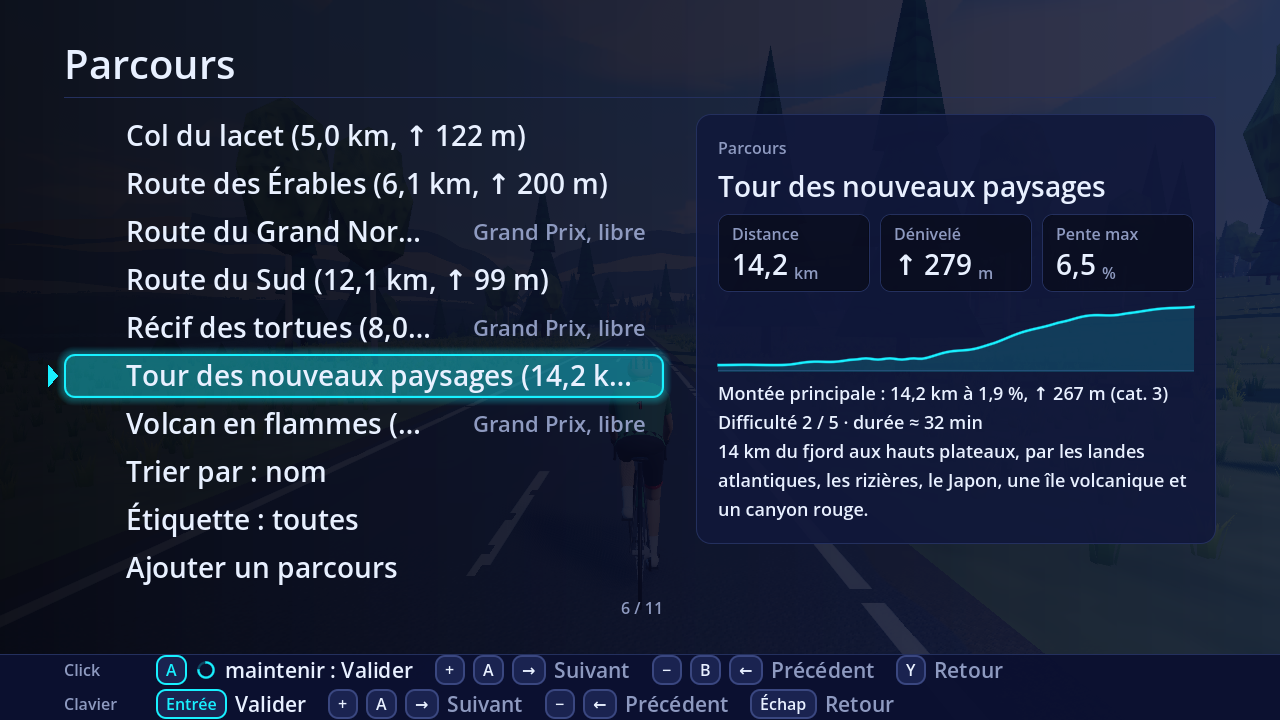 Parcours
Col du lacet (5,0 km, ↑ 122 m)
Route des Érables (6,1 km, ↑ 200 m)
Route du Grand Nor... Grand Prix, libre
Route du Sud (12,1 km, ↑ 99 m)
Récif des tortues (8,0... Grand Prix, libre
Tour des nouveaux paysages (14,2 k...
Volcan en flammes (... Grand Prix, libre
Trier par : nom
Étiquette : toutes
Ajouter un parcours
6 / 11
Parcours
Tour des nouveaux paysages
Distance
14,2 km
Dénivelé
↑ 279 m
Pente max
6,5 %
Montée principale : 14,2 km à 1,9 %, ↑ 267 m (cat. 3)
Difficulté 2 / 5 · durée ≈ 32 min
14 km du fjord aux hauts plateaux, par les landes
atlantiques, les rizières, le Japon, une île volcanique et
un canyon rouge.
Click A maintenir : Valider + A → Suivant − B ← Précédent Y Retour
Clavier Entrée Valider + A → Suivant − ← Précédent Échap Retour